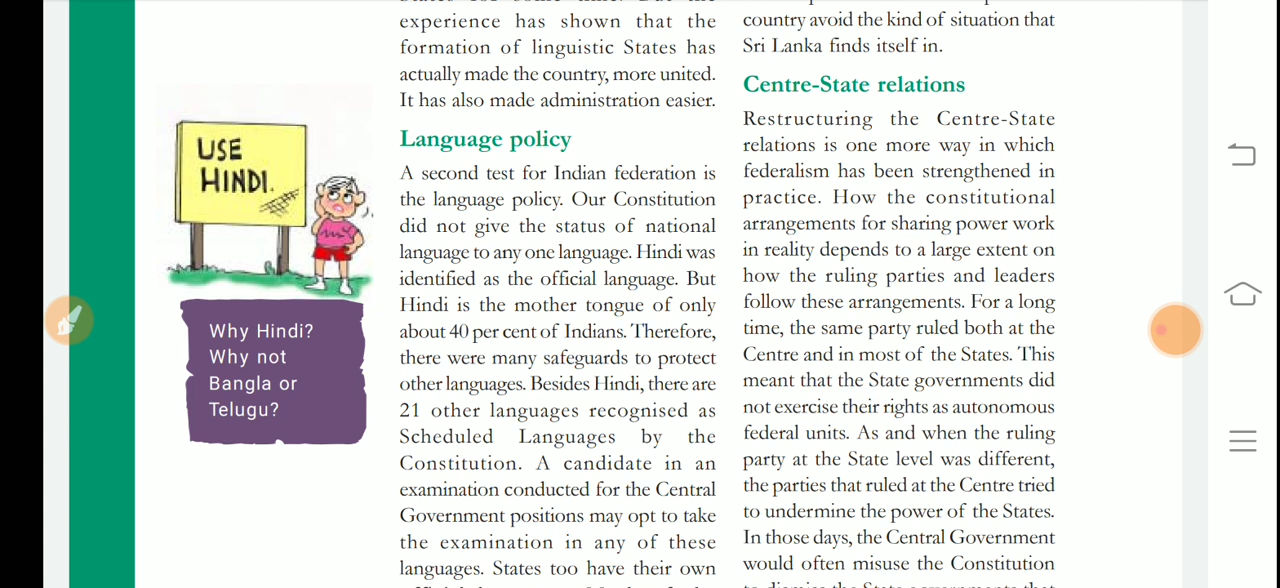 experience has shown that the
formation of linguistic States has
actually made the country, more united.
It has also made administration easier.
Language policy
A second test for Indian federation is
the language policy. Our Constitution
did not give the status of national
language to any one language. Hindi was
identified as the official language. But
Hindi is the mother tongue of only
about 40 per cent of Indians. Therefore,
there were many safeguards to protect
other languages. Besides Hindi, there are
21 other languages recognised as
Scheduled Languages by the
Constitution. A candidate in an
examination conducted for the Central
Government positions may opt to take
the examination in any of these
languages. States too have their own
USE
HINDI.
Why Hindi?
Why not
Bangla or
Telugu?
country avoid the kind of situation that
Sri Lanka finds itself in.
Centre-State relations
Restructuring the Centre-State
relations is one more way in which
federalism has been strengthened in
practice. How the constitutional
arrangements for sharing power work
in reality depends to a large extent on
how the ruling parties and leaders
follow these arrangements. For a long
time, the same party ruled both at the
Centre and in most of the States. This
meant that the State governments did
not exercise their rights as autonomous
federal units. As and when the ruling
party at the State level was different,
the parties that ruled at the Centre tried
to undermine the power of the States.
In those days, the Central Government
would often misuse the Constitution